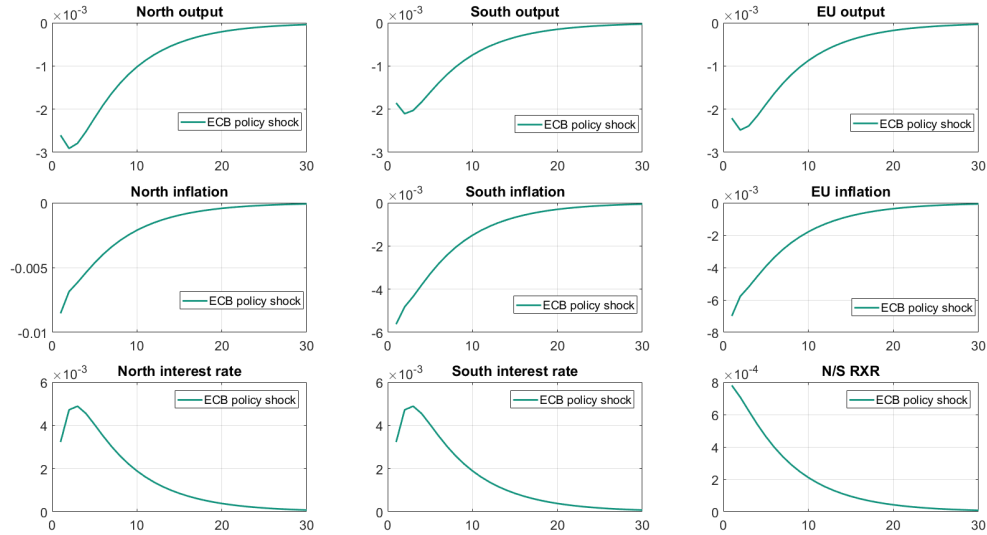 North output
×10⁻³
0
-1
-2
-3
0 10 20 30
ECB policy shock
South output
×10⁻³
0
-1
-2
-3
0 10 20 30
ECB policy shock
EU output
×10⁻³
0
-1
-2
-3
0 10 20 30
ECB policy shock
North inflation
0
-0.005
-0.01
0 10 20 30
ECB policy shock
South inflation
×10⁻³
0
-2
-4
-6
0 10 20 30
ECB policy shock
EU inflation
×10⁻³
0
-2
-4
-6
-8
0 10 20 30
ECB policy shock
North interest rate
×10⁻³
6
4
2
0
0 10 20 30
ECB policy shock
South interest rate
×10⁻³
6
4
2
0
0 10 20 30
ECB policy shock
N/S RXR
×10⁻⁴
8
6
4
2
0
0 10 20 30
ECB policy shock